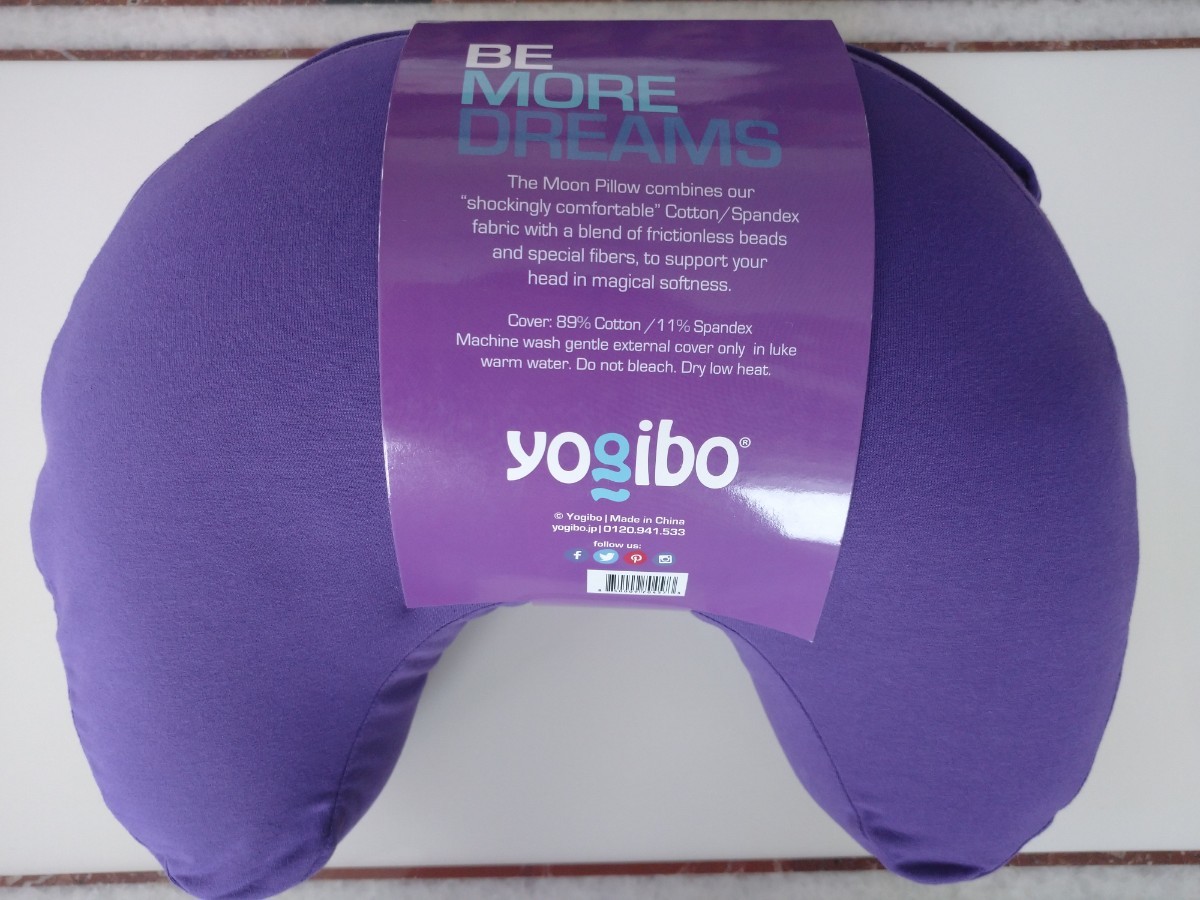 BE
MORE
DREAMS
The Moon Pillow combines our
“shockingly comfortable” Cotton/Spandex
fabric with a blend of frictionless beads
and special fibers, to support your
head in magical softness.
Cover: 89% Cotton /11% Spandex
Machine wash gentle external cover only in luke
warm water. Do not bleach. Dry low heat.
yogibo®
© Yogibo | Made in China
yogibo.jp | 0120.941.533
follow us: